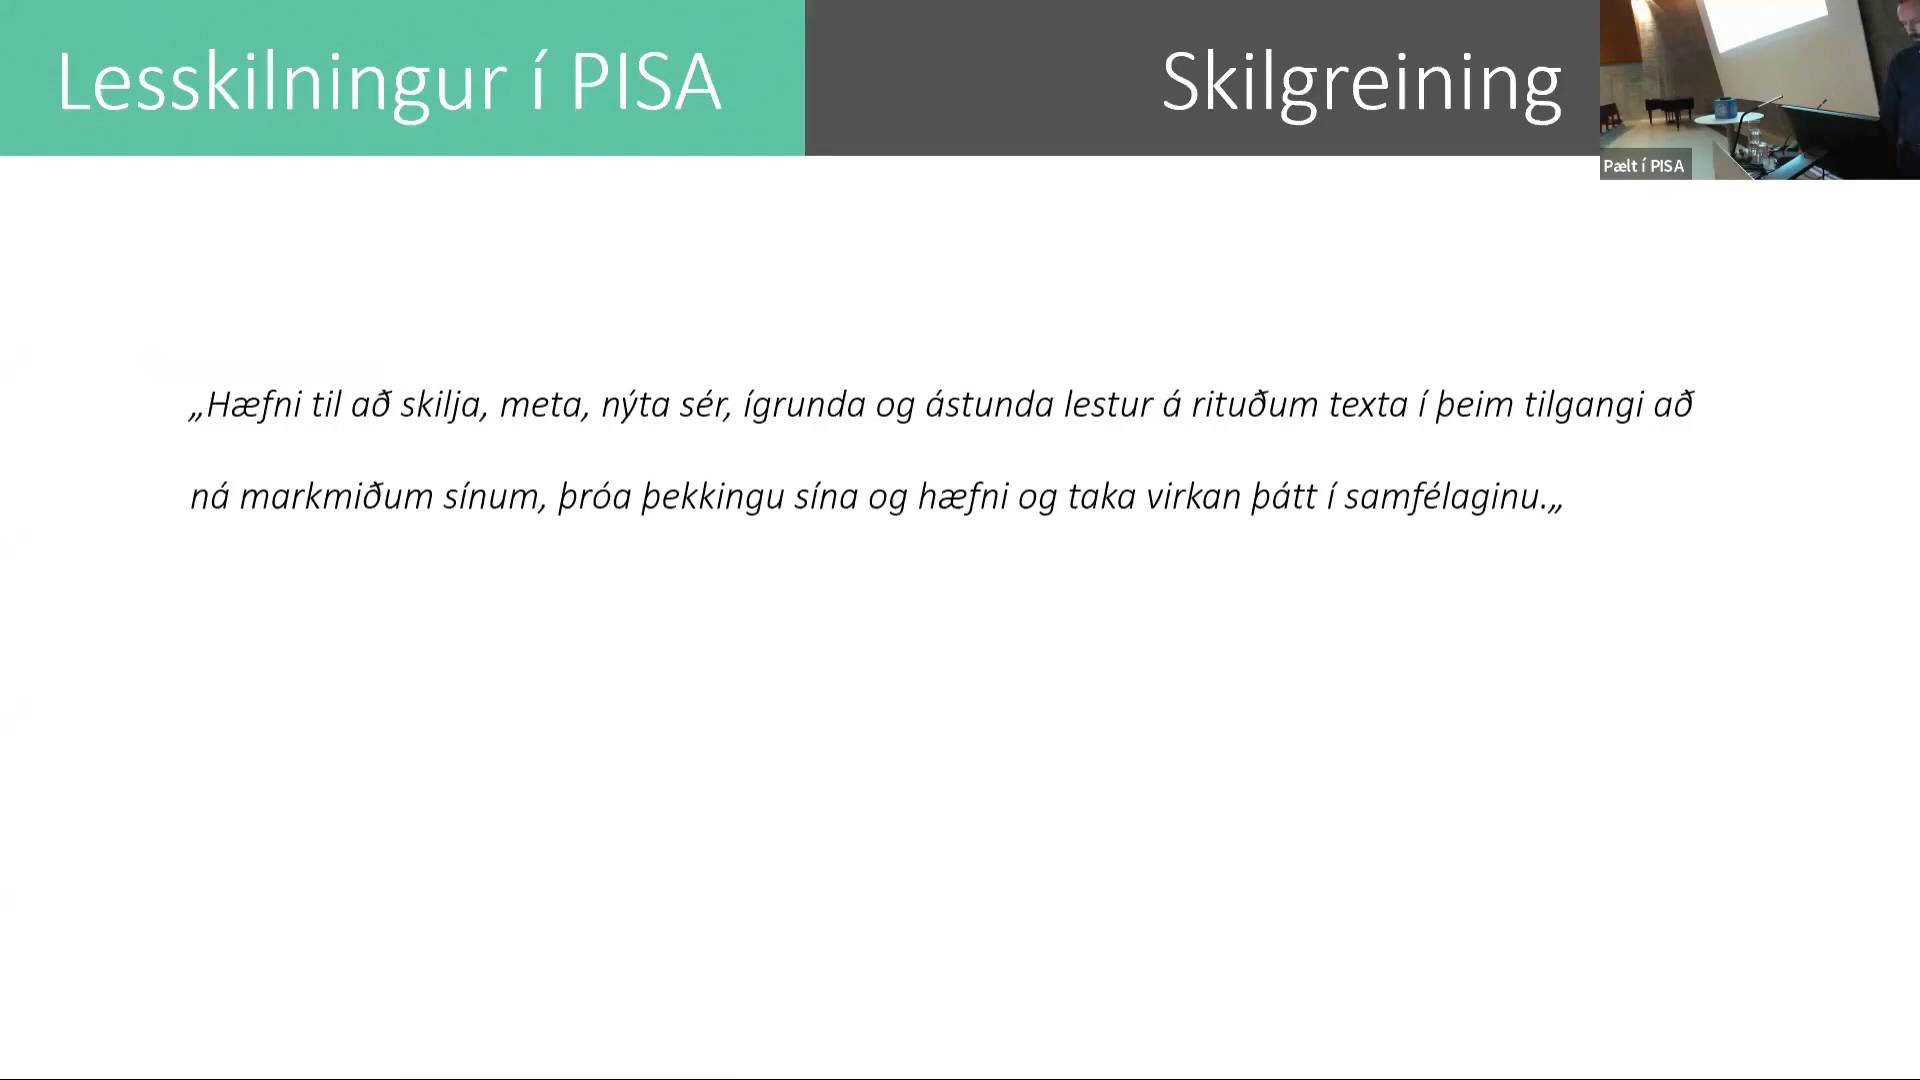 Lesskilningur í PISA
Skilgreining
Pælt í PISA
„Hæfni til að skilja, meta, nýta sér, ígrunda og ástunda lestur á rituðum texta í þeim tilgangi að
ná markmiðum sínum, þróa þekkingu sína og hæfni og taka virkan þátt í samfélaginu.„